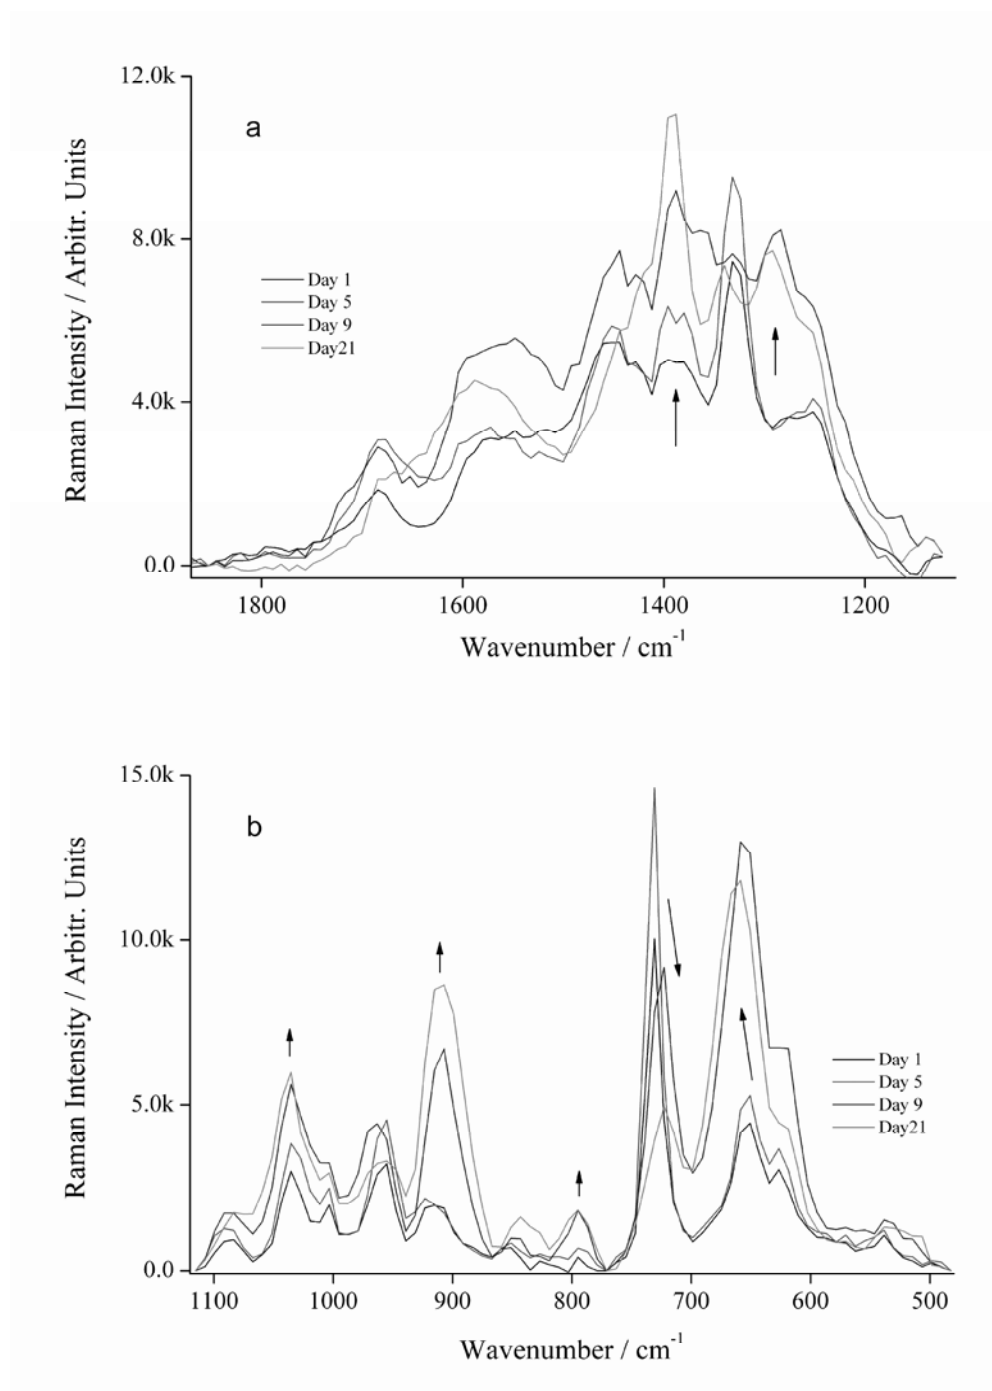 12.0k
a
Raman Intensity / Arbitr. Units
8.0k
Day 1
Day 5
Day 9
Day21
4.0k
0.0
1800 1600 1400 1200
Wavenumber / cm-1
15.0k
b
Raman Intensity / Arbitr. Units
10.0k
Day 1
Day 5
Day 9
Day21
5.0k
0.0
1100 1000 900 800 700 600 500
Wavenumber / cm-1